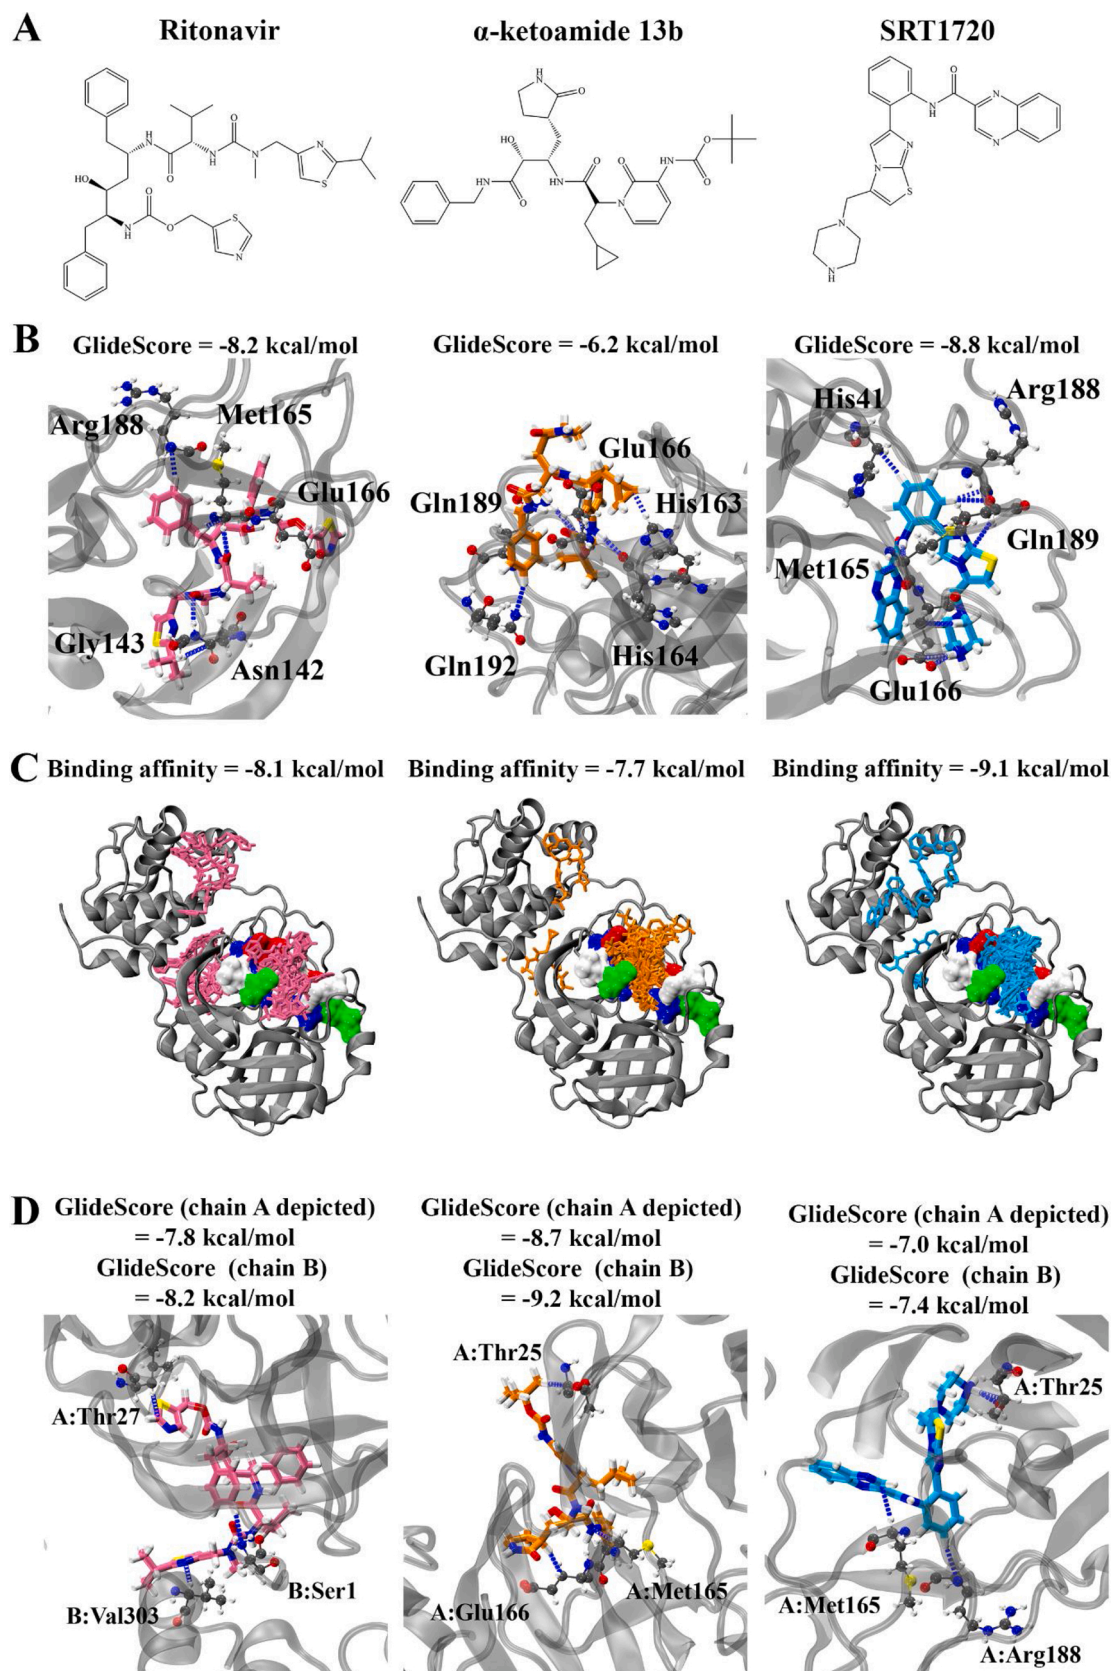 A
Ritonavir
α-ketoamide 13b
SRT1720
H
N
O
NH
O
N
N
S
HO
O
H
N
O
N
H
O
O
S
N
H
N
O
HO
NH
O
N
H
O
O
N
NH
O
O
O
N
H
N
N
N
N
S
N
N
H
B
GlideScore = -8.2 kcal/mol
GlideScore = -6.2 kcal/mol
GlideScore = -8.8 kcal/mol
Arg188
Met165
Glu166
Gly143
Asn142
Glu166
Gln189
His163
Gln192
His164
His41
Arg188
Gln189
Met165
Glu166
C
Binding affinity = -8.1 kcal/mol
Binding affinity = -7.7 kcal/mol
Binding affinity = -9.1 kcal/mol
D
GlideScore (chain A depicted)
= -7.8 kcal/mol
GlideScore (chain B)
= -8.2 kcal/mol
GlideScore (chain A depicted)
= -8.7 kcal/mol
GlideScore (chain B)
= -9.2 kcal/mol
GlideScore (chain A depicted)
= -7.0 kcal/mol
GlideScore (chain B)
= -7.4 kcal/mol
A:Thr27
B:Ser1
B:Val303
A:Thr25
A:Glu166
A:Met165
A:Thr25
A:Met165
A:Arg188